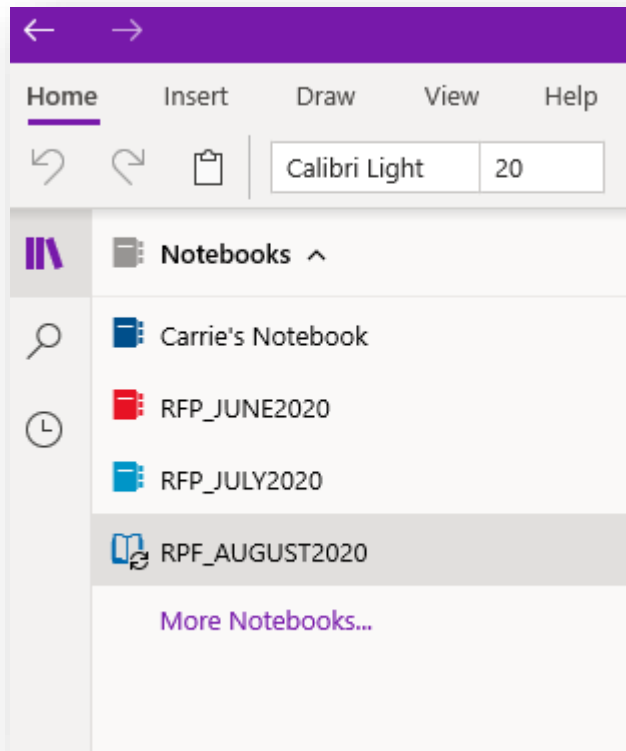 Home Insert Draw View Help
Calibri Light 20
Notebooks
Carrie's Notebook
RFP_JUNE2020
RFP_JULY2020
RPF_AUGUST2020
More Notebooks...